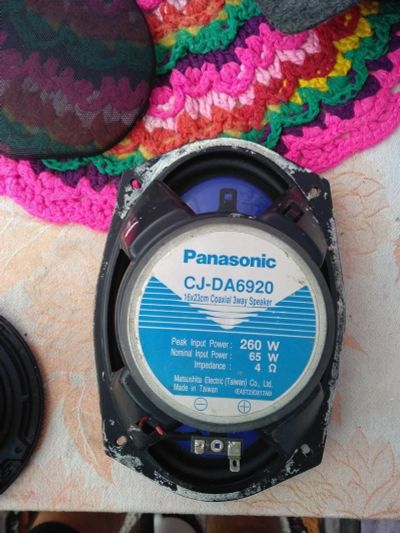 Panasonic
CJ-DA6920
16x23cm Coaxial 3way Speaker
Peak Input Power : 260 W
Nominal Input Power : 65 W
Impedance : 4 Ω
Matsushita Electric (Taiwan) Co., Ltd.
Made in Taiwan
⊖ ⊕